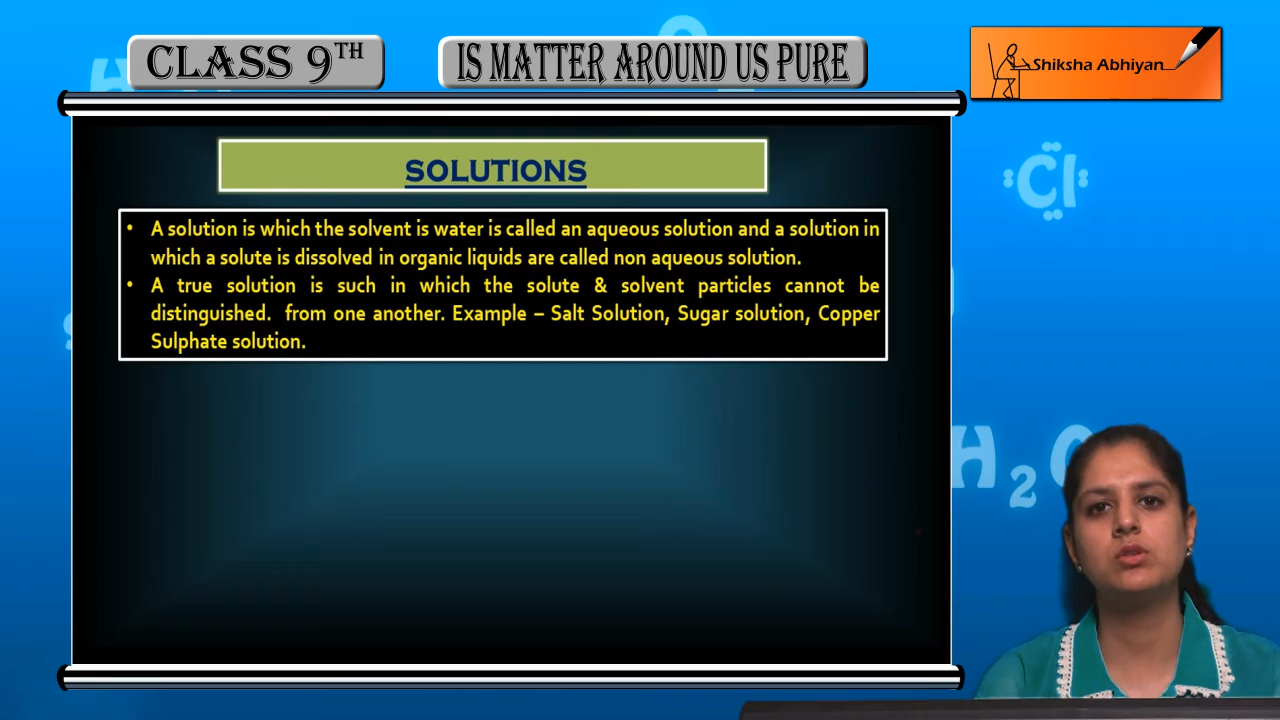 CLASS 9TH
IS MATTER AROUND US PURE
Shiksha Abhiyan
SOLUTIONS
• A solution is which the solvent is water is called an aqueous solution and a solution in
which a solute is dissolved in organic liquids are called non aqueous solution.
• A true solution is such in which the solute & solvent particles cannot be
distinguished. from one another. Example – Salt Solution, Sugar solution, Copper
Sulphate solution.
Cl
H2O